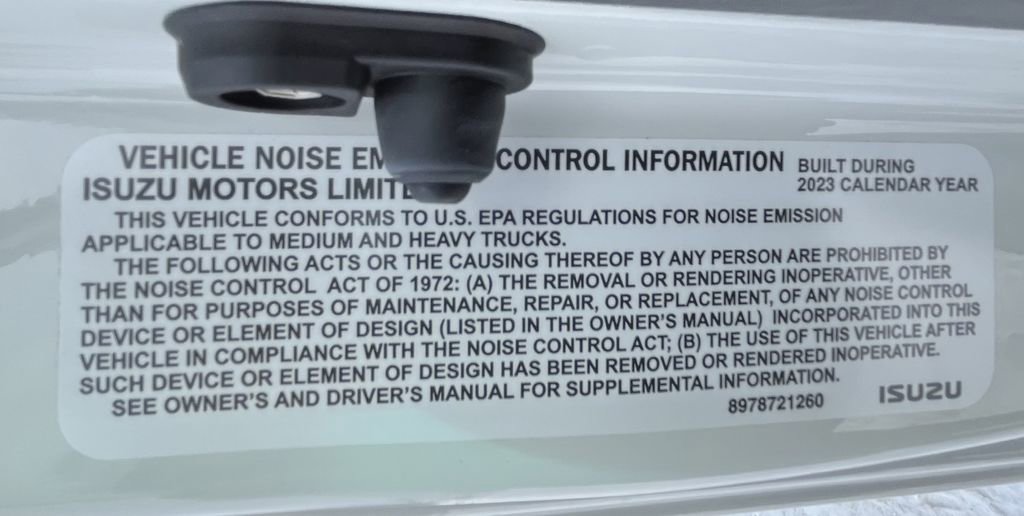 VEHICLE NOISE EM CONTROL INFORMATION BUILT DURING
ISUZU MOTORS LIMITE 2023 CALENDAR YEAR
THIS VEHICLE CONFORMS TO U.S. EPA REGULATIONS FOR NOISE EMISSION
APPLICABLE TO MEDIUM AND HEAVY TRUCKS.
THE FOLLOWING ACTS OR THE CAUSING THEREOF BY ANY PERSON ARE PROHIBITED BY
THE NOISE CONTROL ACT OF 1972: (A) THE REMOVAL OR RENDERING INOPERATIVE, OTHER
THAN FOR PURPOSES OF MAINTENANCE, REPAIR, OR REPLACEMENT, OF ANY NOISE CONTROL
DEVICE OR ELEMENT OF DESIGN (LISTED IN THE OWNER'S MANUAL) INCORPORATED INTO THIS
VEHICLE IN COMPLIANCE WITH THE NOISE CONTROL ACT; (B) THE USE OF THIS VEHICLE AFTER
SUCH DEVICE OR ELEMENT OF DESIGN HAS BEEN REMOVED OR RENDERED INOPERATIVE.
SEE OWNER'S AND DRIVER'S MANUAL FOR SUPPLEMENTAL INFORMATION.
8978721260 ISUZU